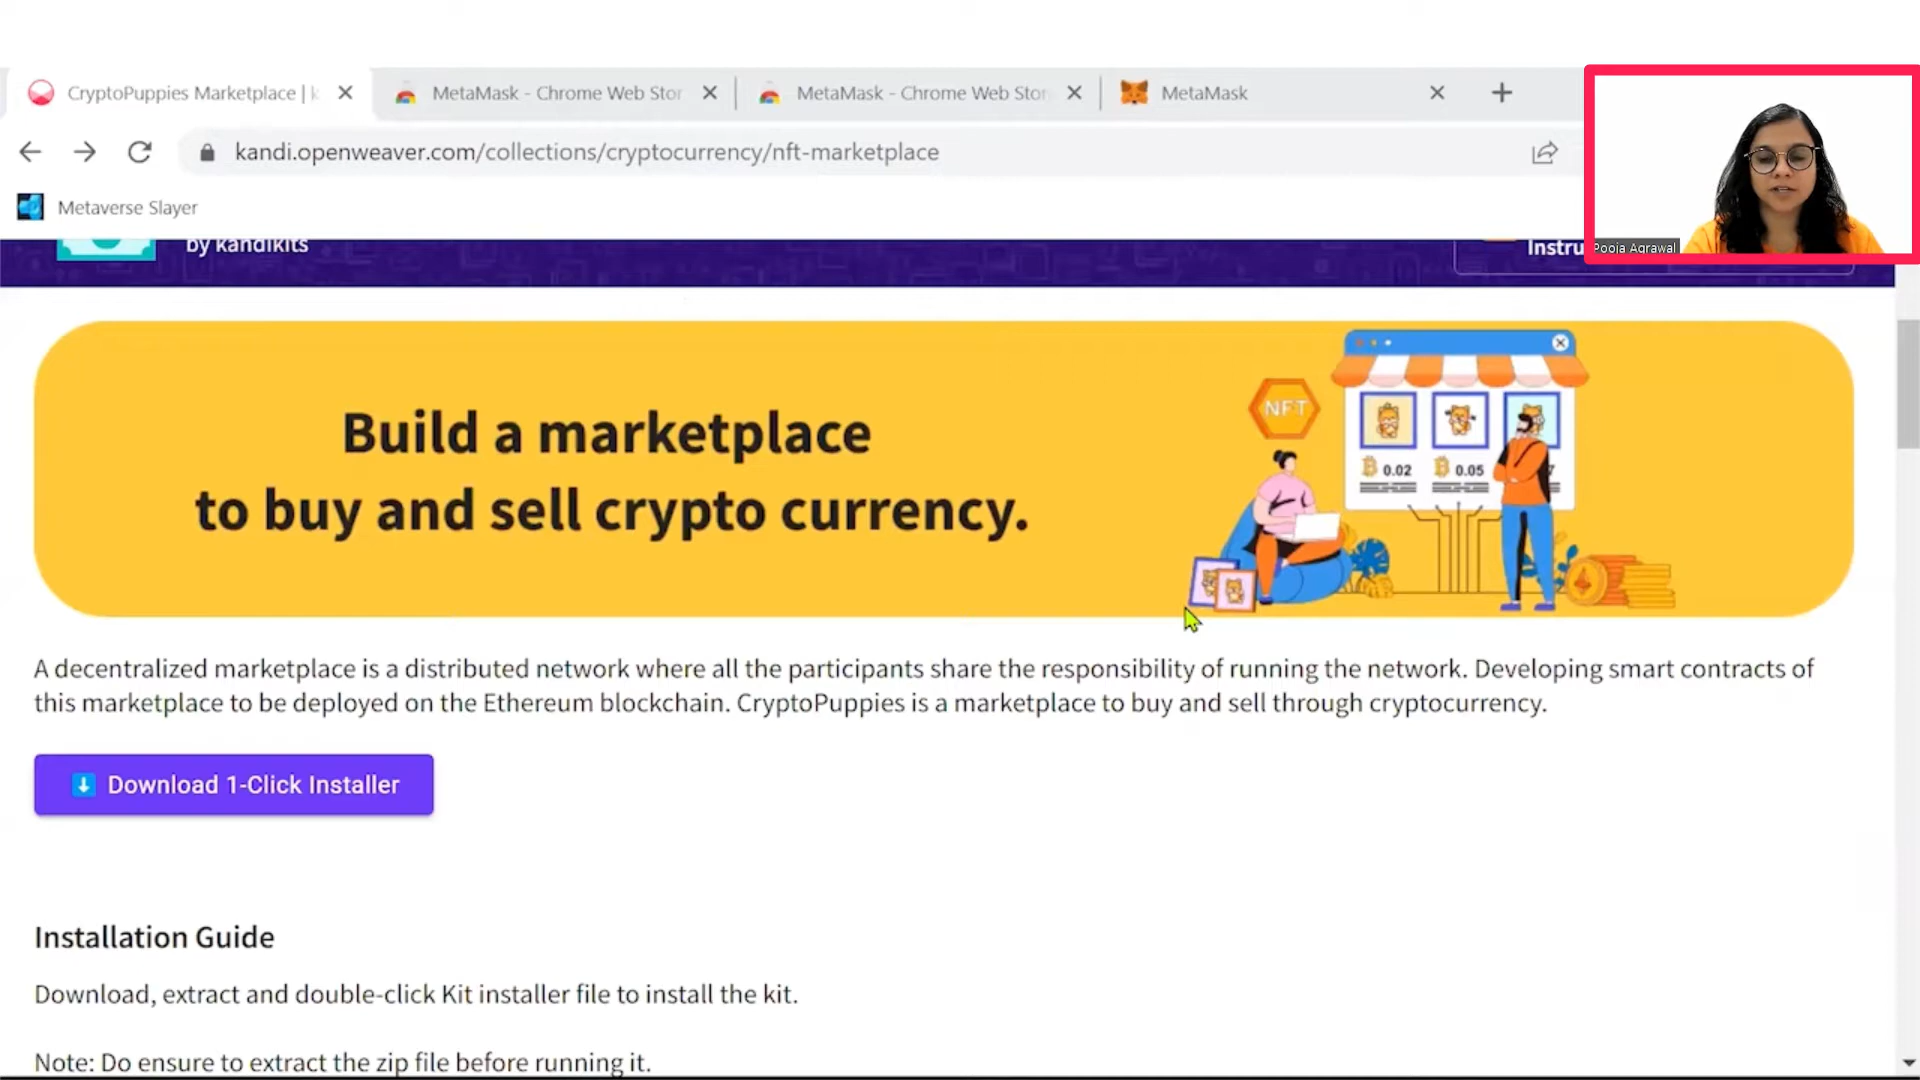 CryptoPuppies Marketplace | k
MetaMask - Chrome Web Stor
MetaMask - Chrome Web Stor
MetaMask
kandi.openweaver.com/collections/cryptocurrency/nft-marketplace
Metaverse Slayer
by kandikits
Instru
Pooja Agrawal
Build a marketplace
to buy and sell crypto currency.
NFT
0.02
0.05
7
A decentralized marketplace is a distributed network where all the participants share the responsibility of running the network. Developing smart contracts of
this marketplace to be deployed on the Ethereum blockchain. CryptoPuppies is a marketplace to buy and sell through cryptocurrency.
Download 1-Click Installer
Installation Guide
Download, extract and double-click Kit installer file to install the kit.
Note: Do ensure to extract the zip file before running it.